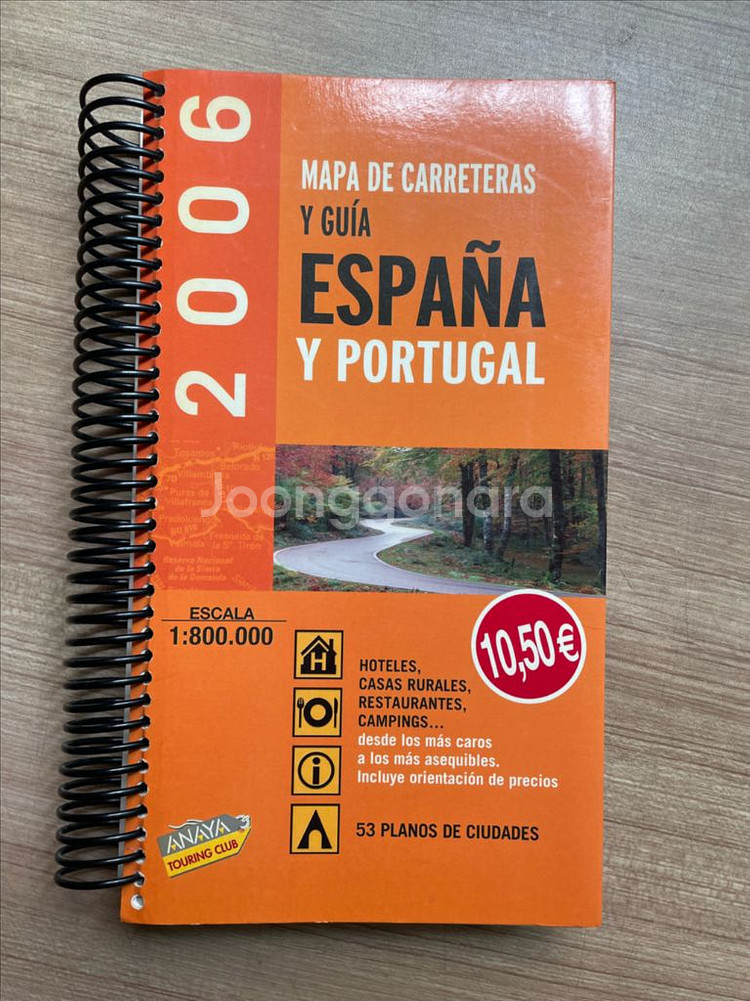 2006
MAPA DE CARRETERAS
Y GUÍA
ESPAÑA
Y PORTUGAL
Joonggonara
ESCALA
1:800.000
10,50€
H
HOTELES,
CASAS RURALES,
RESTAURANTES,
CAMPINGS...
desde los más caros
a los más asequibles.
Incluye orientación de precios
i
53 PLANOS DE CIUDADES
ANAYA
TOURING CLUB